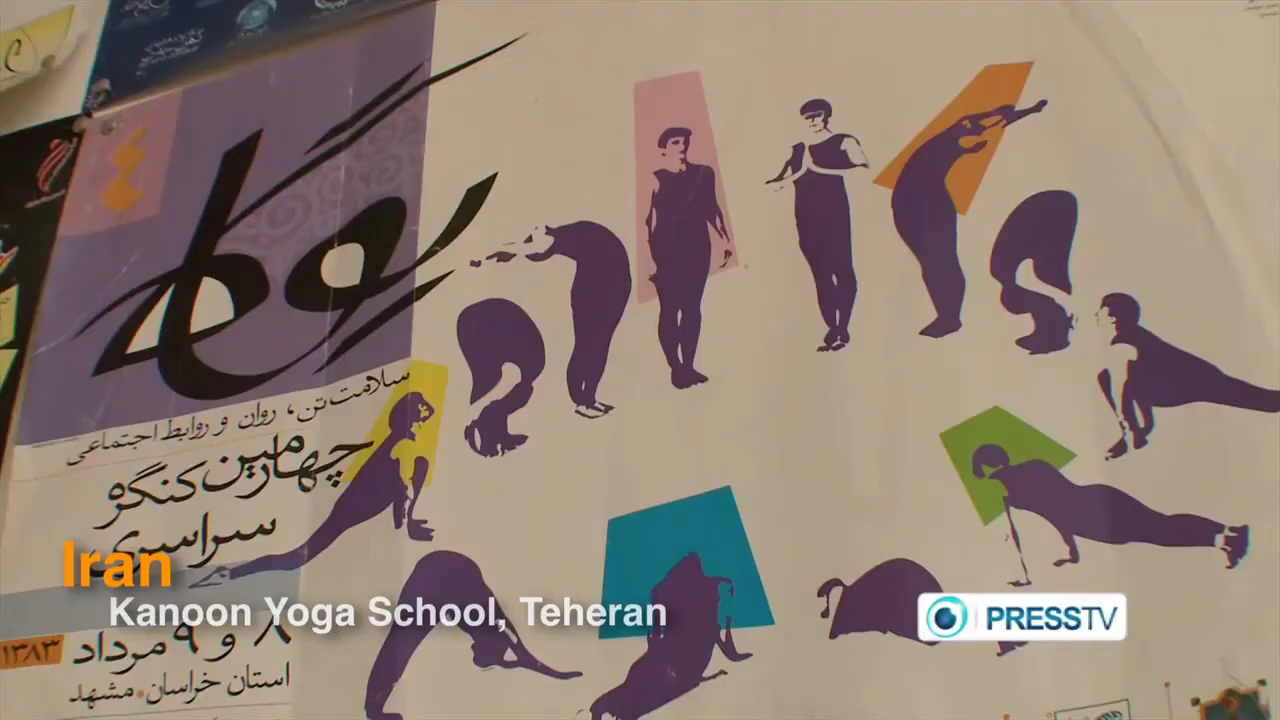 یوگا
سلامت تن، روان و روابط اجتماعی
چهارمین کنگره
سراسری
Iran
Kanoon Yoga School, Teheran
۸ و ۹ مرداد ۱۳۸۳
استان خراسان. مشهد
PRESSTV